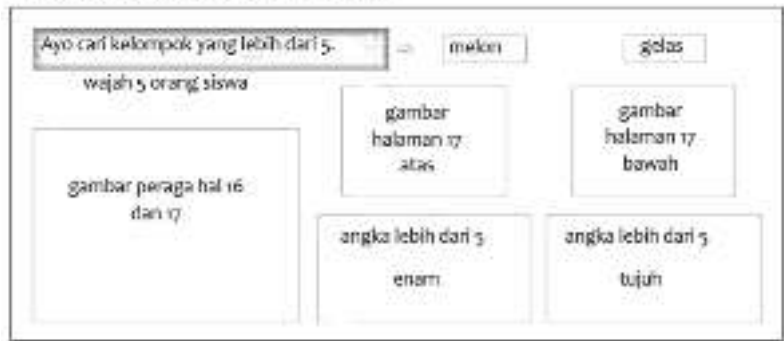 Ayo cari kelompok yang lebih dari 5. ⇨ melon gelas
wajah 5 orang siswa
gambar
halaman 17
atas
gambar
halaman 17
bawah
gambar peraga hal 16
dan 17
angka lebih dari 5
enam
angka lebih dari 5
tujuh